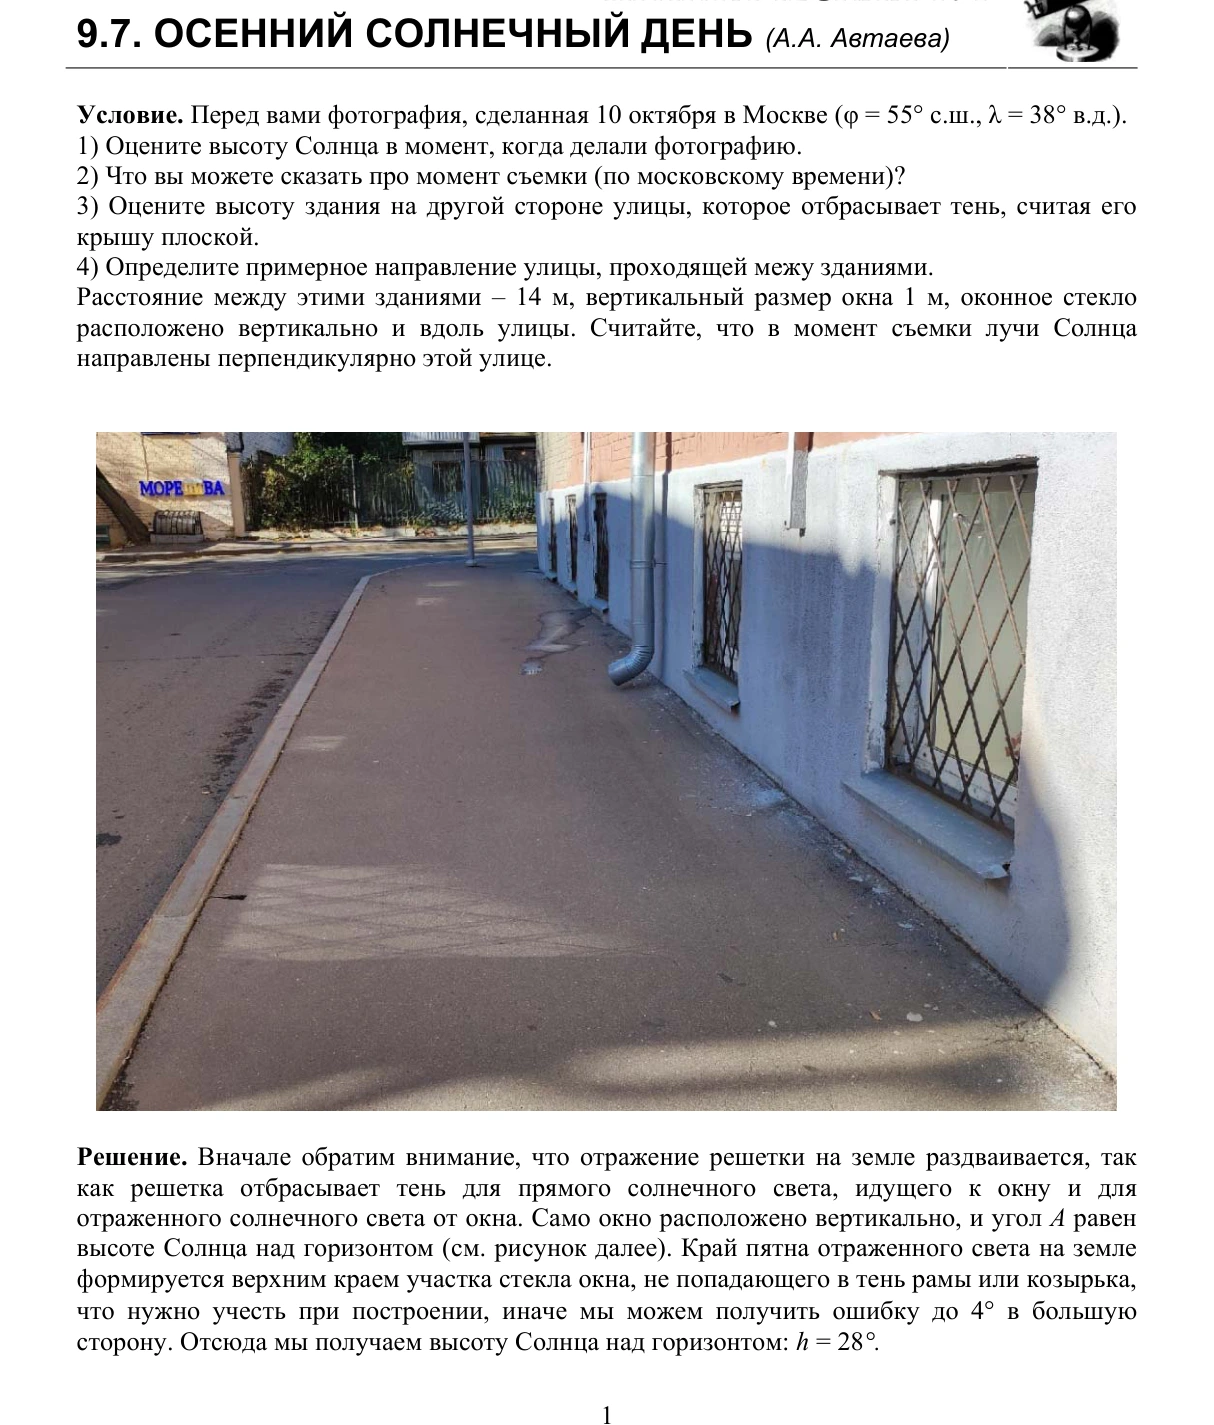 9.7. ОСЕННИЙ СОЛНЕЧНЫЙ ДЕНЬ (А.А. Автаева)
Условие. Перед вами фотография, сделанная 10 октября в Москве (φ = 55° с.ш., λ = 38° в.д.).
1) Оцените высоту Солнца в момент, когда делали фотографию.
2) Что вы можете сказать про момент съемки (по московскому времени)?
3) Оцените высоту здания на другой стороне улицы, которое отбрасывает тень, считая его
крышу плоской.
4) Определите примерное направление улицы, проходящей межу зданиями.
Расстояние между этими зданиями – 14 м, вертикальный размер окна 1 м, оконное стекло
расположено вертикально и вдоль улицы. Считайте, что в момент съемки лучи Солнца
направлены перпендикулярно этой улице.
Решение. Вначале обратим внимание, что отражение решетки на земле раздваивается, так
как решетка отбрасывает тень для прямого солнечного света, идущего к окну и для
отраженного солнечного света от окна. Само окно расположено вертикально, и угол A равен
высоте Солнца над горизонтом (см. рисунок далее). Край пятна отраженного света на земле
формируется верхним краем участка стекла окна, не попадающего в тень рамы или козырька,
что нужно учесть при построении, иначе мы можем получить ошибку до 4° в большую
сторону. Отсюда мы получаем высоту Солнца над горизонтом: h = 28°.
1